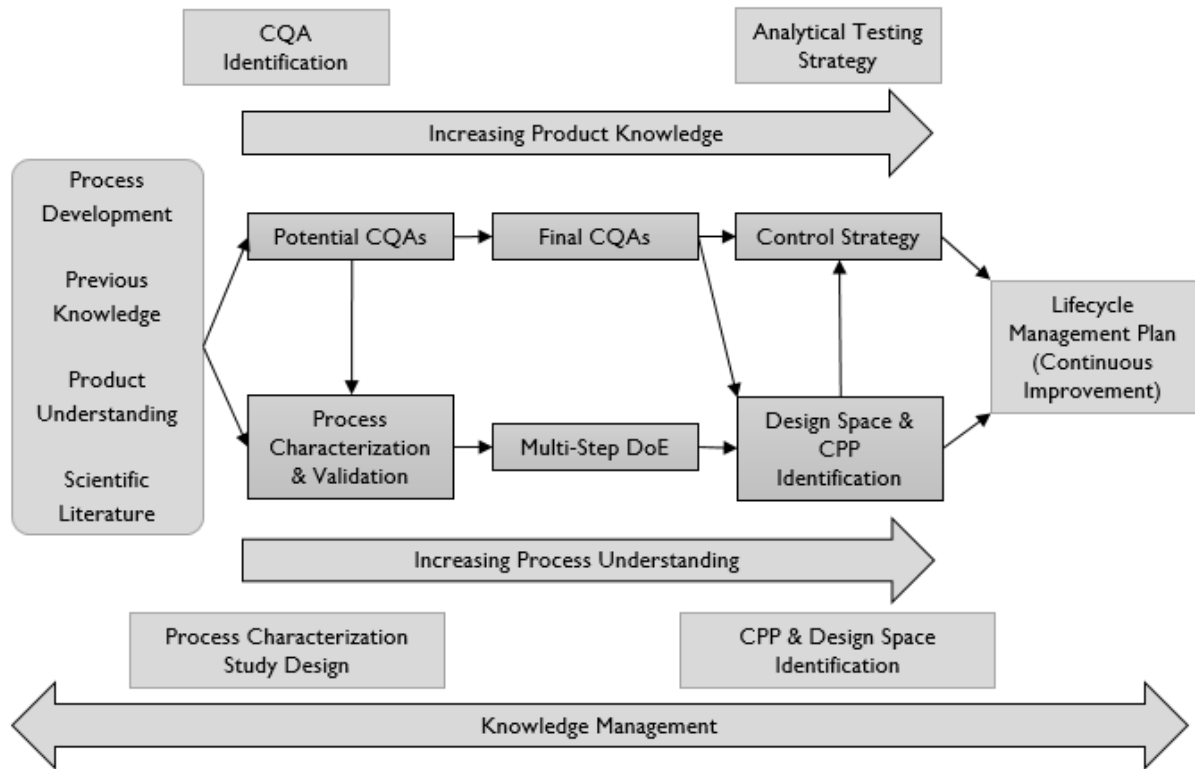 CQA
Identification
Analytical Testing
Strategy
Increasing Product Knowledge
Process
Development
Previous
Knowledge
Product
Understanding
Scientific
Literature
Potential CQAs
Final CQAs
Control Strategy
Lifecycle
Management Plan
(Continuous
Improvement)
Process
Characterization
& Validation
Multi-Step DoE
Design Space &
CPP
Identification
Increasing Process Understanding
Process Characterization
Study Design
CPP & Design Space
Identification
Knowledge Management